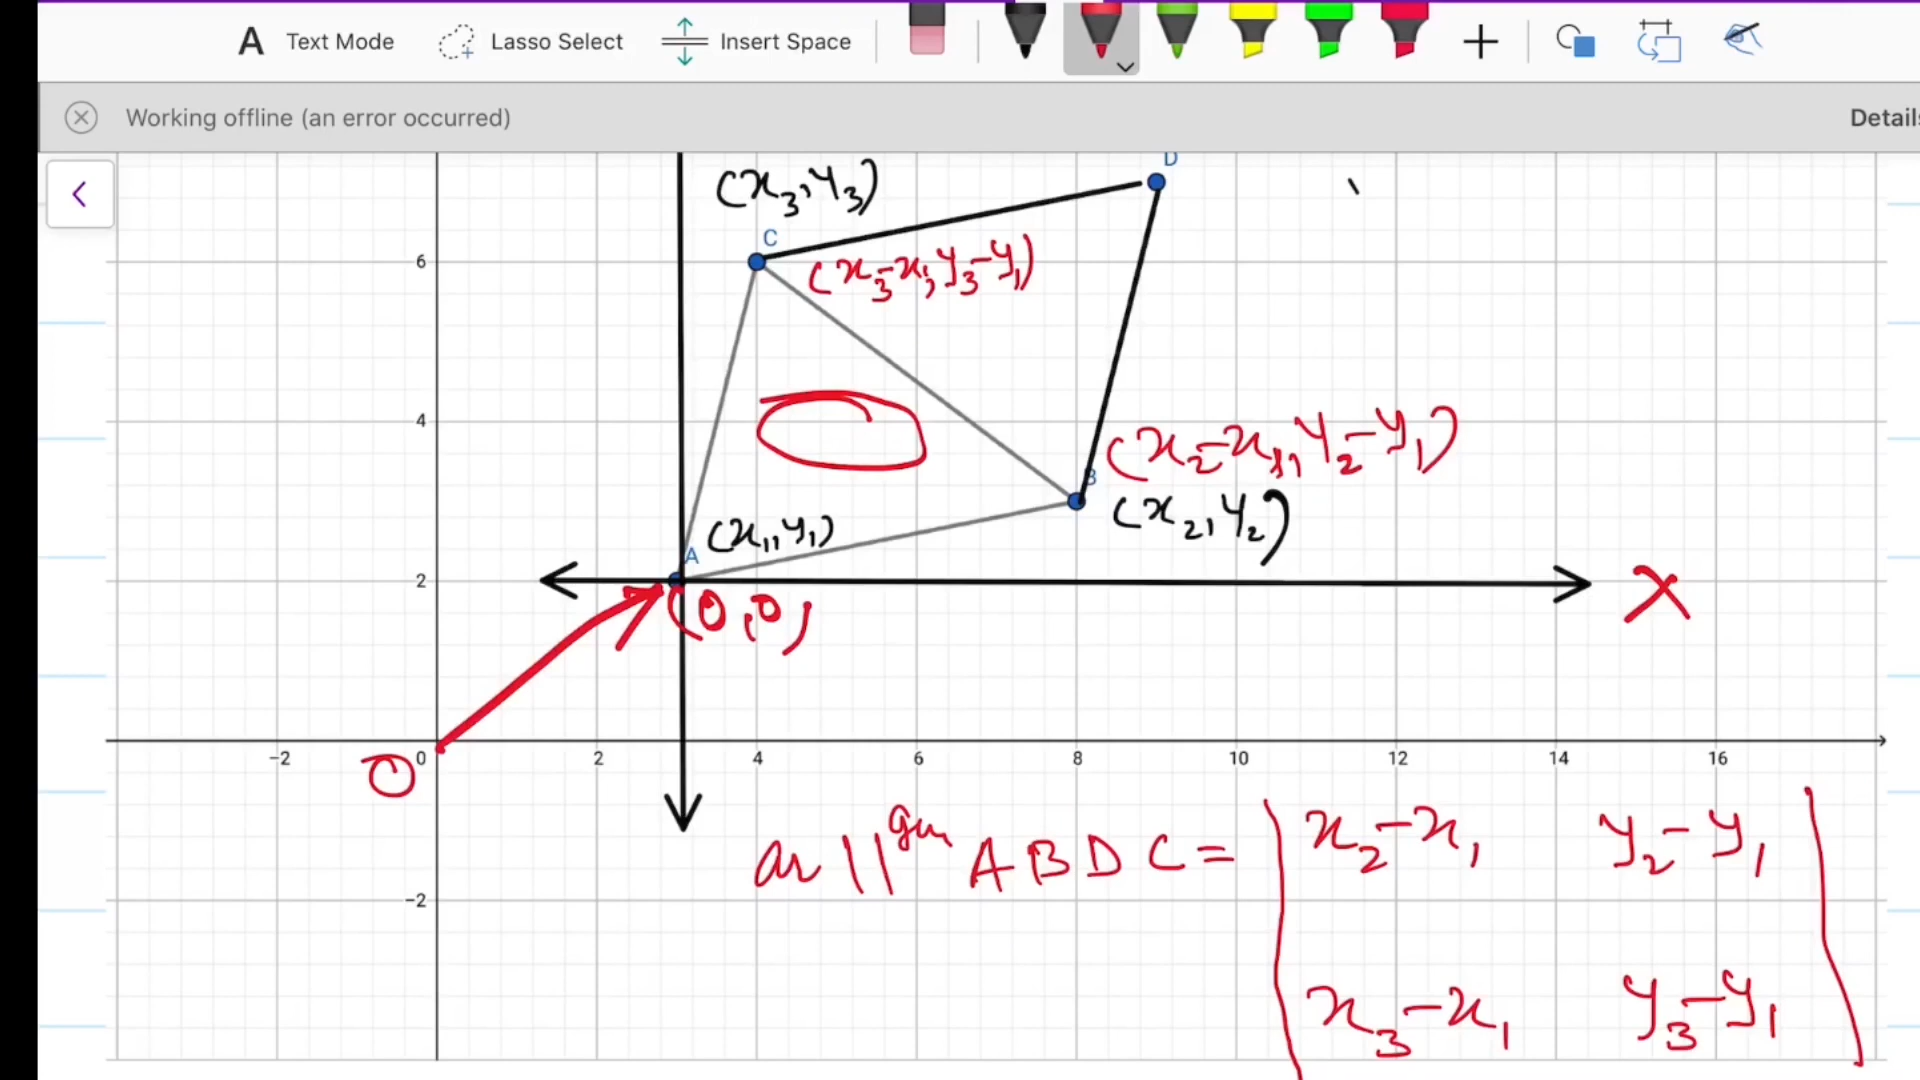 A Text Mode Lasso Select Insert Space
Working offline (an error occurred) Details
D
(x₃, y₃)
C
6
(x₃-x₁, y₃-y₁)
4
(x₂-x₁, y₂-y₁)
B
(x₂, y₂)
(x₁, y₁)
A
2
X
(0,0)
-2 0 2 4 6 8 10 12 14 16
O
ar ||gm ABDC = | x₂-x₁ y₂-y₁ |
-2
x₃-x₁ y₃-y₁